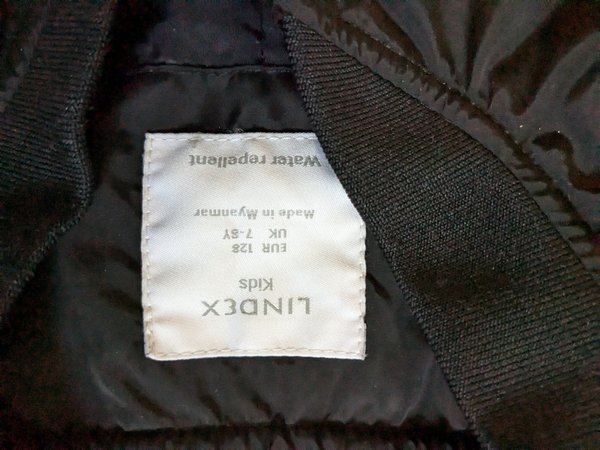 LINDEX
Kids
EUR 128
UK 7-8Y
Made in Myanmar
Water repellent